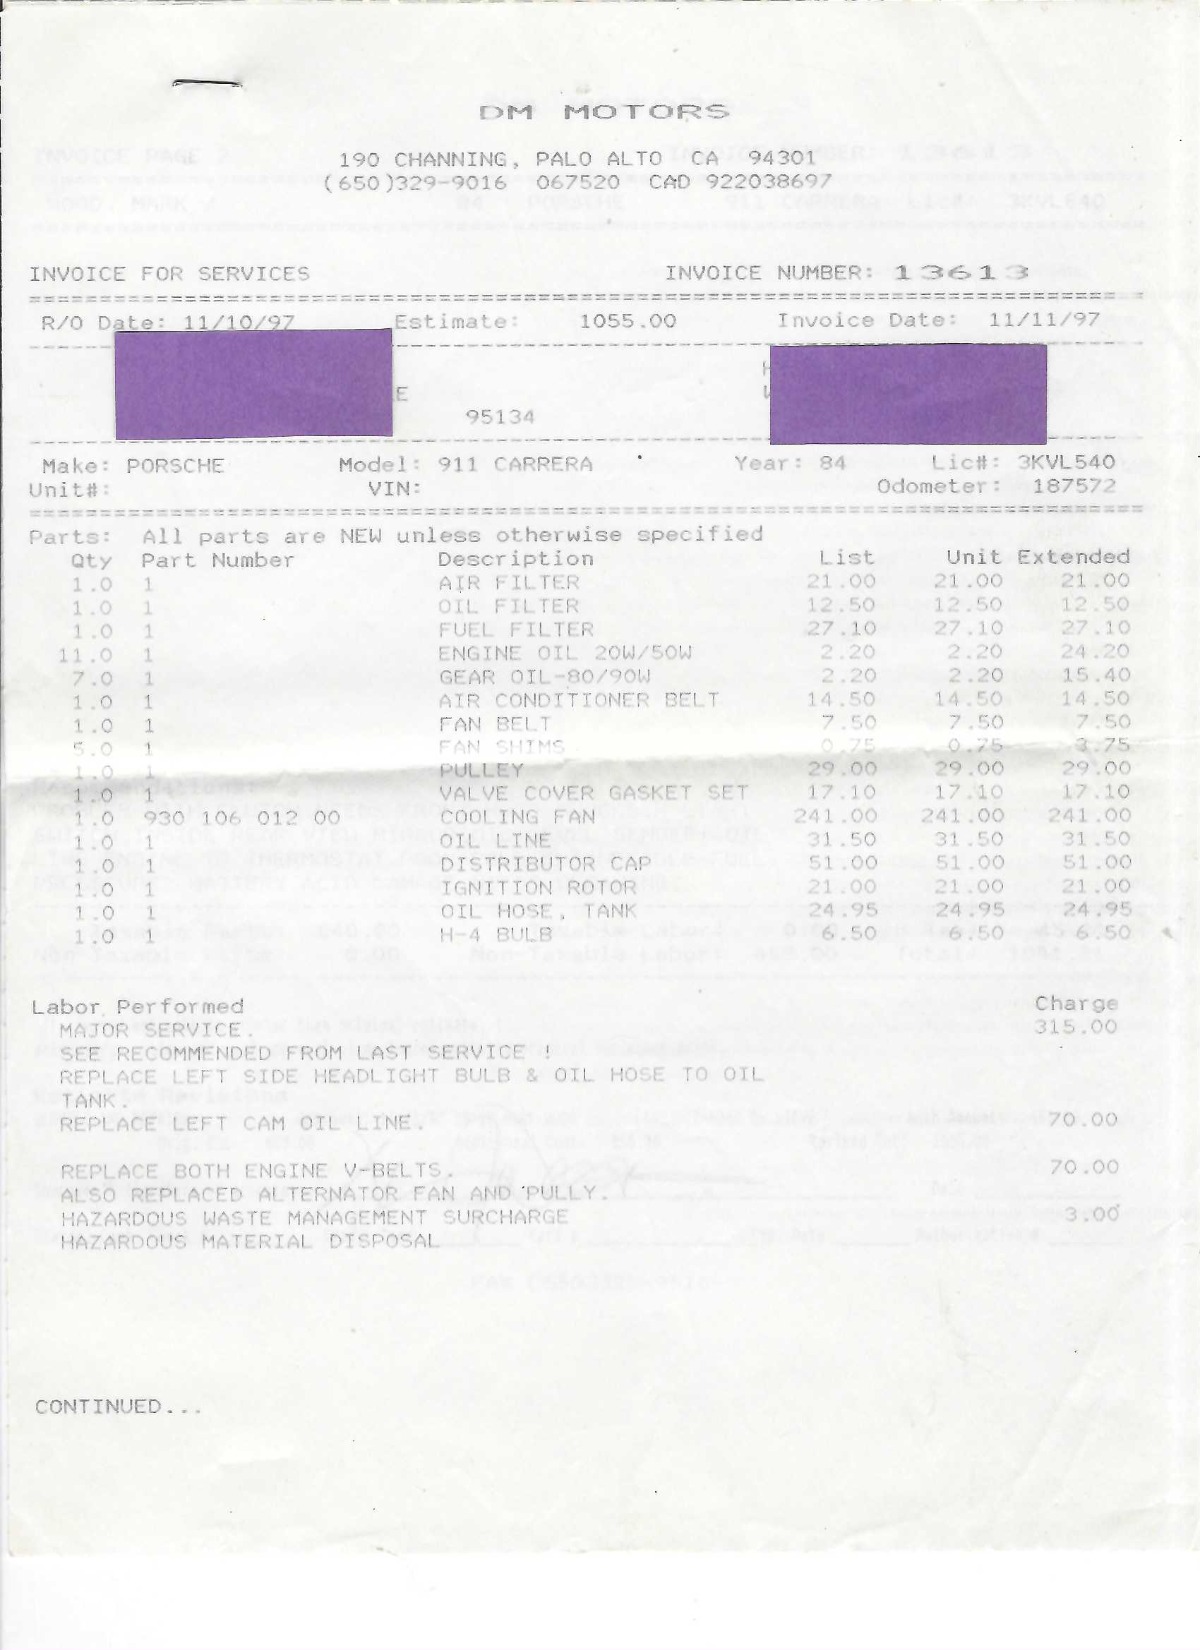 DM MOTORS
190 CHANNING, PALO ALTO CA 94301
(650)329-9016 067520 CAD 922038697
INVOICE FOR SERVICES INVOICE NUMBER: 13613
R/O Date: 11/10/97 Estimate: 1055.00 Invoice Date: 11/11/97
E
95134
Make: PORSCHE Model: 911 CARRERA Year: 84 Lic#: 3KVL540
Unit#: VIN: Odometer: 187572
Parts: All parts are NEW unless otherwise specified
Qty Part Number Description List Unit Extended
1.0 1 AIR FILTER 21.00 21.00 21.00
1.0 1 OIL FILTER 12.50 12.50 12.50
1.0 1 FUEL FILTER 27.10 27.10 27.10
11.0 1 ENGINE OIL 20W/50W 2.20 2.20 24.20
7.0 1 GEAR OIL-80/90W 2.20 2.20 15.40
1.0 1 AIR CONDITIONER BELT 14.50 14.50 14.50
1.0 1 FAN BELT 7.50 7.50 7.50
5.0 1 FAN SHIMS 0.75 0.75 3.75
1.0 1 PULLEY 29.00 29.00 29.00
1.0 1 VALVE COVER GASKET SET 17.10 17.10 17.10
1.0 930 106 012 00 COOLING FAN 241.00 241.00 241.00
1.0 1 OIL LINE 31.50 31.50 31.50
1.0 1 DISTRIBUTOR CAP 51.00 51.00 51.00
1.0 1 IGNITION ROTOR 21.00 21.00 21.00
1.0 1 OIL HOSE, TANK 24.95 24.95 24.95
1.0 1 H-4 BULB 6.50 6.50 6.50
Labor Performed Charge
MAJOR SERVICE. 315.00
SEE RECOMMENDED FROM LAST SERVICE !
REPLACE LEFT SIDE HEADLIGHT BULB & OIL HOSE TO OIL
TANK.
REPLACE LEFT CAM OIL LINE. 70.00
REPLACE BOTH ENGINE V-BELTS. 70.00
ALSO REPLACED ALTERNATOR FAN AND PULLY.
HAZARDOUS WASTE MANAGEMENT SURCHARGE 3.00
HAZARDOUS MATERIAL DISPOSAL
CONTINUED...